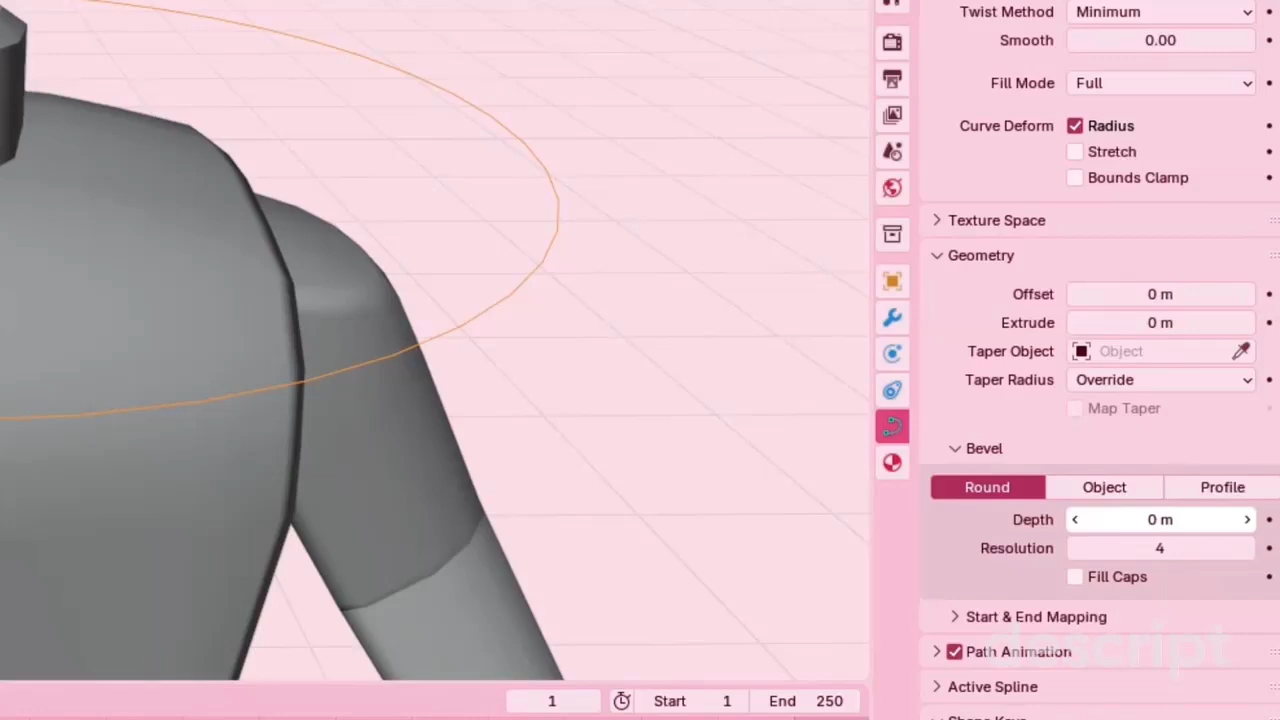 Twist Method Minimum
Smooth 0.00
Fill Mode Full
Curve Deform Radius
Stretch
Bounds Clamp
Texture Space
Geometry
Offset 0 m
Extrude 0 m
Taper Object Object
Taper Radius Override
Map Taper
Bevel
Round Object Profile
Depth 0 m
Resolution 4
Fill Caps
Start & End Mapping
descript
Path Animation
Active Spline
1 Start 1 End 250